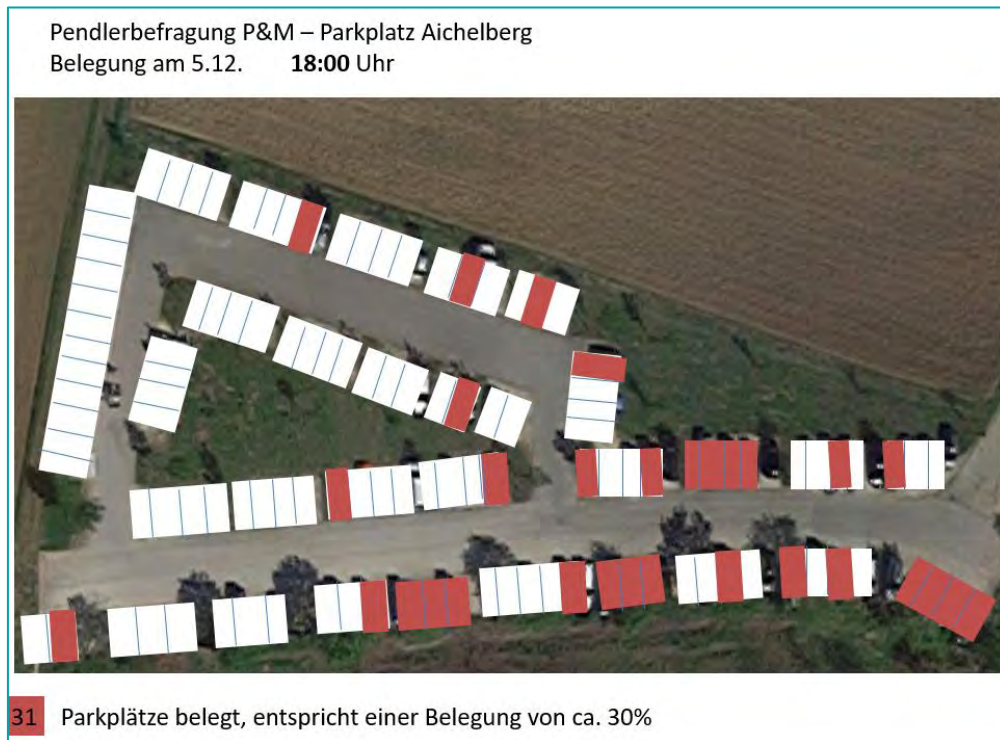 Pendlerbefragung P&M – Parkplatz Aichelberg
Belegung am 5.12. 18:00 Uhr
31 Parkplätze belegt, entspricht einer Belegung von ca. 30%